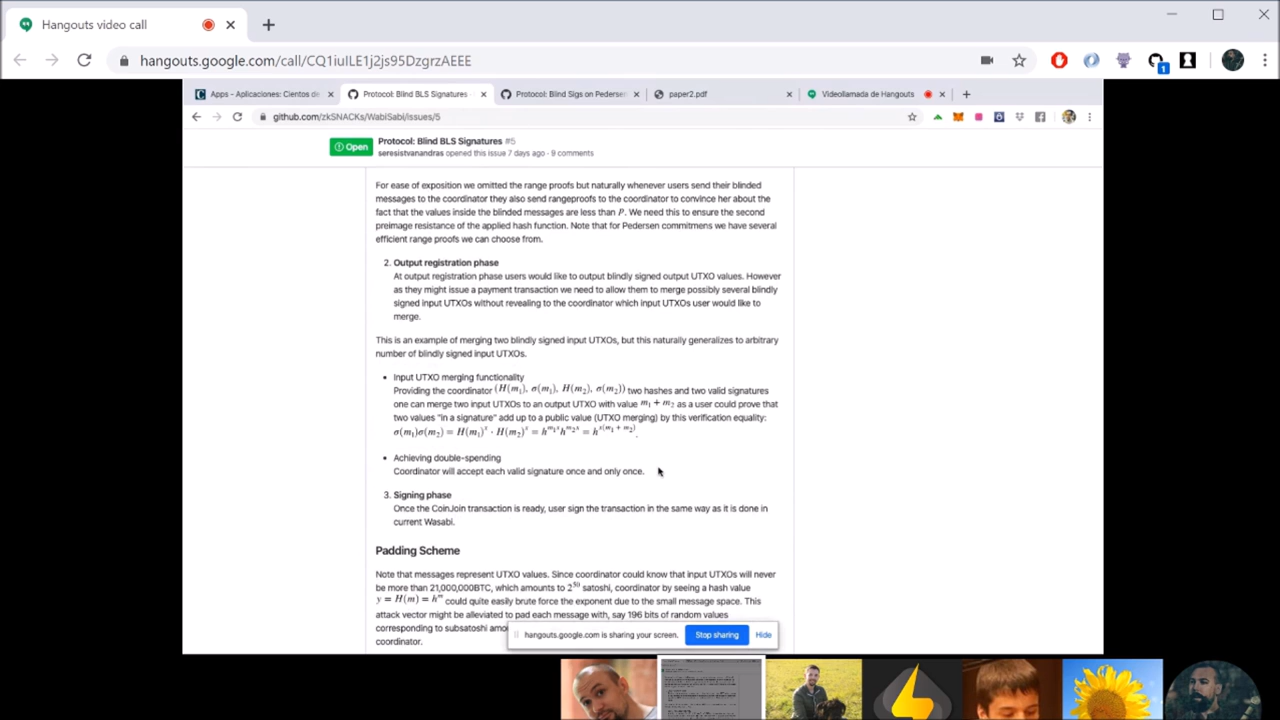 Hangouts video call
hangouts.google.com/call/CQ1iuILE1j2js95DzgrzAEEE
1
Apps - Aplicaciones: Cientos de
Protocol: Blind BLS Signatures
Protocol: Blind Sigs on Pedersen
paper2.pdf
Videollamada de Hangouts
github.com/zkSNACKs/WabiSabi/issues/5
Open
Protocol: Blind BLS Signatures #5
seresistvanandras opened this issue 7 days ago · 9 comments
For ease of exposition we omitted the range proofs but naturally whenever users send their blinded
messages to the coordinator they also send rangeproofs to the coordinator to convince her about the
fact that the values inside the blinded messages are less than P. We need this to ensure the second
preimage resistance of the applied hash function. Note that for Pedersen commitmens we have several
efficient range proofs we can choose from.
2. Output registration phase
At output registration phase users would like to output blindly signed output UTXO values. However
as they might issue a payment transaction we need to allow them to merge possibly several blindly
signed input UTXOs without revealing to the coordinator which input UTXOs user would like to
merge.
This is an example of merging two blindly signed input UTXOs, but this naturally generalizes to arbitrary
number of blindly signed input UTXOs.
• Input UTXO merging functionality
Providing the coordinator (H(m₁), σ(m₁), H(m₂), σ(m₂)) two hashes and two valid signatures
one can merge two input UTXOs to an output UTXO with value m₁ + m₂ as a user could prove that
two values "in a signature" add up to a public value (UTXO merging) by this verification equality:
σ(m₁)σ(m₂) = H(m₁)ˣ · H(m₂)ˣ = h^{m₁x}h^{m₂x} = h^{x(m₁ + m₂)}.
• Achieving double-spending
Coordinator will accept each valid signature once and only once.
3. Signing phase
Once the CoinJoin transaction is ready, user sign the transaction in the same way as it is done in
current Wasabi.
Padding Scheme
Note that messages represent UTXO values. Since coordinator could know that input UTXOs will never
be more than 21,000,000BTC, which amounts to 2⁵⁰ satoshi, coordinator by seeing a hash value
y = H(m) = hᵐ could quite easily brute force the exponent due to the small message space. This
attack vector might be alleviated to pad each message with, say 196 bits of random values
corresponding to subsatoshi
coordinator.
hangouts.google.com is sharing your screen.
Stop sharing
Hide